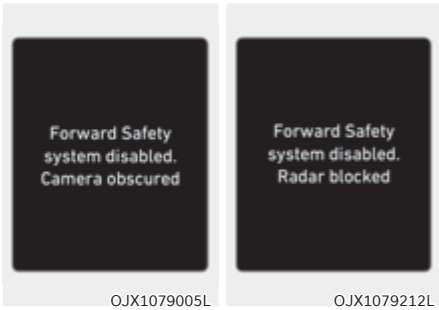 Forward Safety
system disabled.
Camera obscured
OJX1079005L
Forward Safety
system disabled.
Radar blocked
OJX1079212L